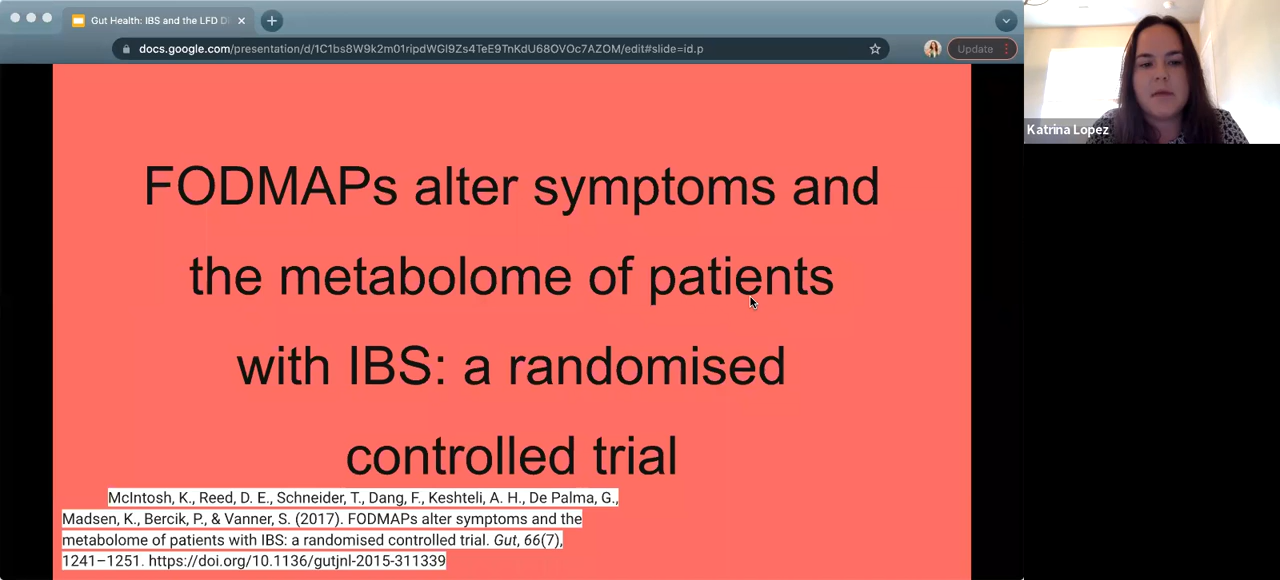 Gut Health: IBS and the LFD D
docs.google.com/presentation/d/1C1bs8W9k2m01ripdWGI9Zs4TeE9TnKdU68OVOc7AZOM/edit#slide=id.p
Update
Katrina Lopez
FODMAPs alter symptoms and
the metabolome of patients
with IBS: a randomised
controlled trial
McIntosh, K., Reed, D. E., Schneider, T., Dang, F., Keshteli, A. H., De Palma, G.,
Madsen, K., Bercik, P., & Vanner, S. (2017). FODMAPs alter symptoms and the
metabolome of patients with IBS: a randomised controlled trial. Gut, 66(7),
1241–1251. https://doi.org/10.1136/gutjnl-2015-311339